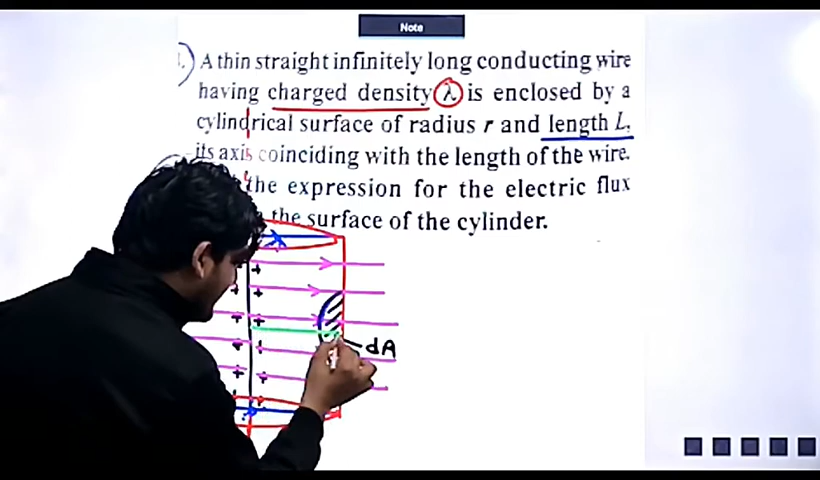 Note
A thin straight infinitely long conducting wire
having charged density λ is enclosed by a
cylindrical surface of radius r and length L,
its axis coinciding with the length of the wire.
the expression for the electric flux
the surface of the cylinder.
dA